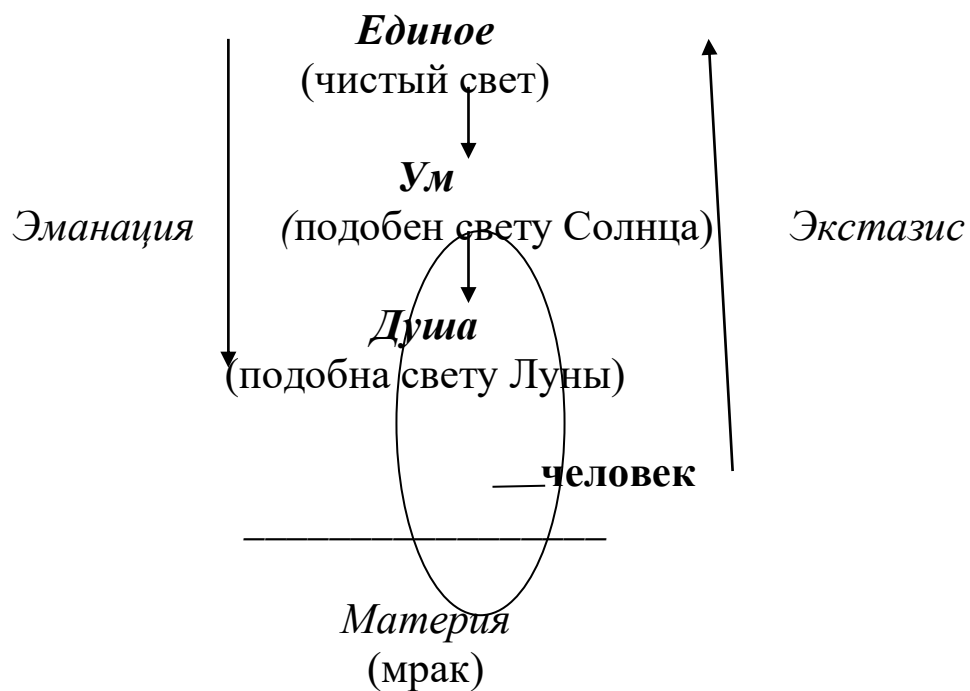 Единое
(чистый свет)
Ум
Эманация (подобен свету Солнца) Экстазис
Душа
(подобна свету Луны)
человек
Материя
(мрак)